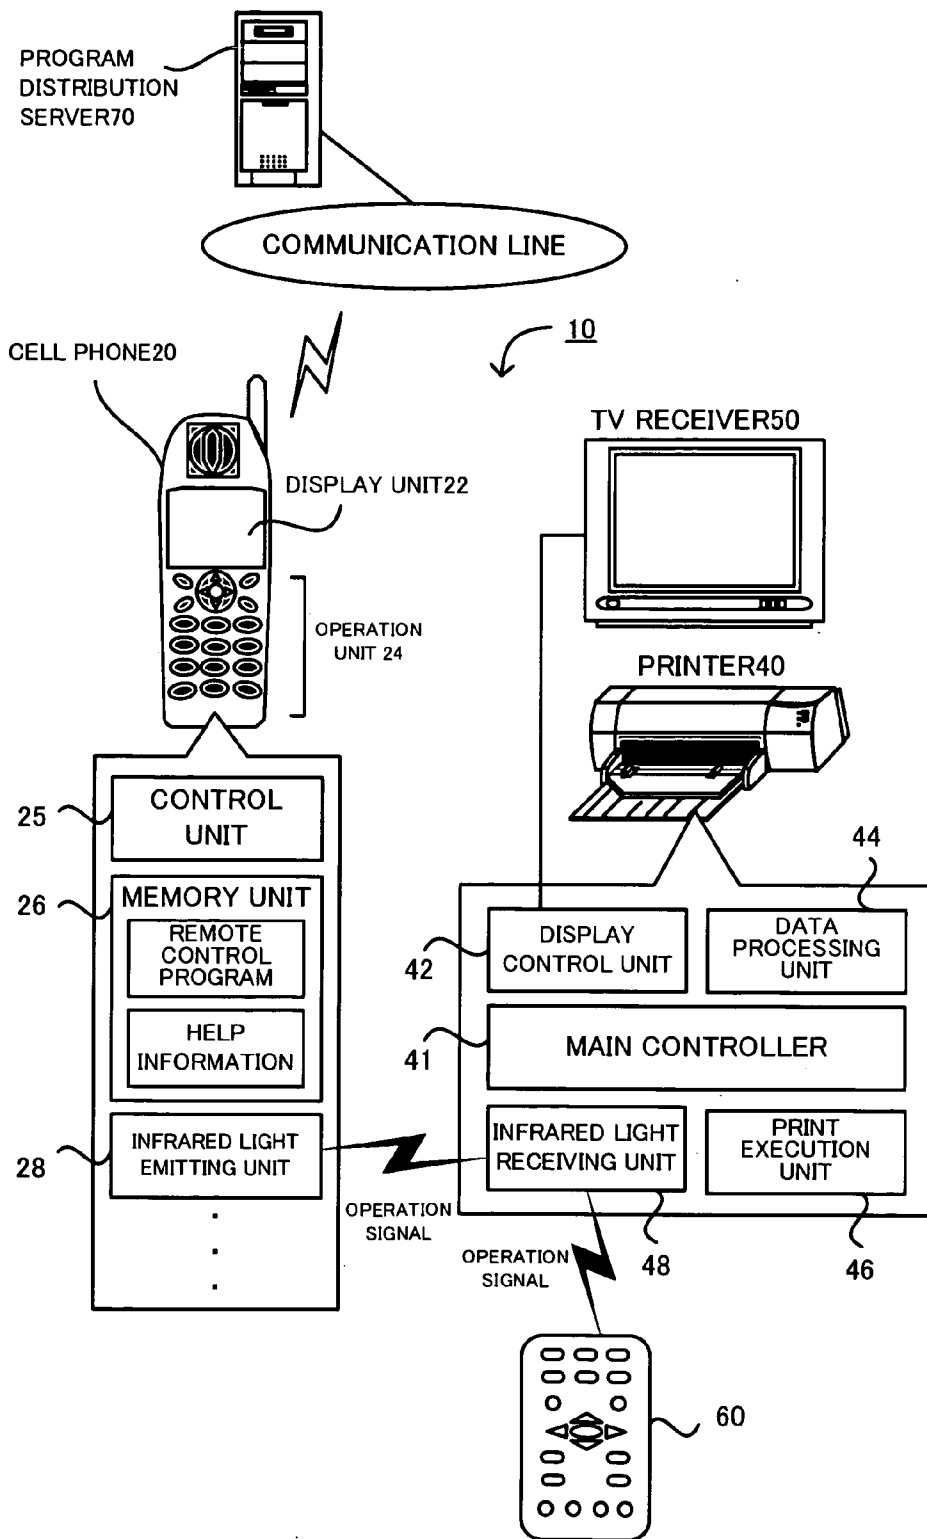 PROGRAM
DISTRIBUTION
SERVER70
COMMUNICATION LINE
10
CELL PHONE20
TV RECEIVER50
DISPLAY UNIT22
OPERATION
UNIT 24
PRINTER40
25
CONTROL
UNIT
26
MEMORY UNIT
REMOTE
CONTROL
PROGRAM
HELP
INFORMATION
28
INFRARED LIGHT
EMITTING UNIT
OPERATION
SIGNAL
44
42
DISPLAY
CONTROL UNIT
DATA
PROCESSING
UNIT
41
MAIN CONTROLLER
INFRARED LIGHT
RECEIVING UNIT
PRINT
EXECUTION
UNIT
48
46
OPERATION
SIGNAL
60